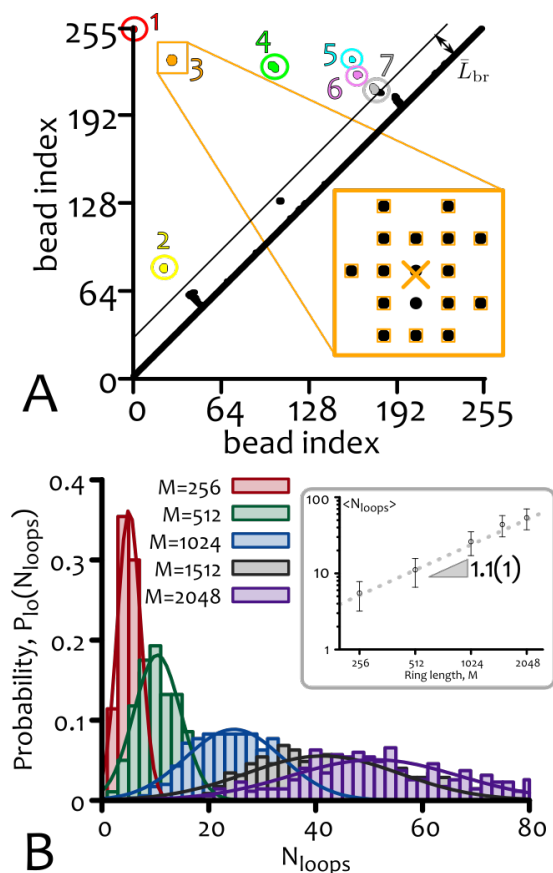 255
192
128
64
0
bead index
0
64
128
192
255
bead index
1
2
3
4
5
6
7
L̄br
A
0.4
0.3
0.2
0.1
0
Probability, Plo(Nloops)
0
20
40
60
80
Nloops
M=256
M=512
M=1024
M=1512
M=2048
<Nloops>
100
10
1
256
512
1024
2048
Ring length, M
1.1(1)
B